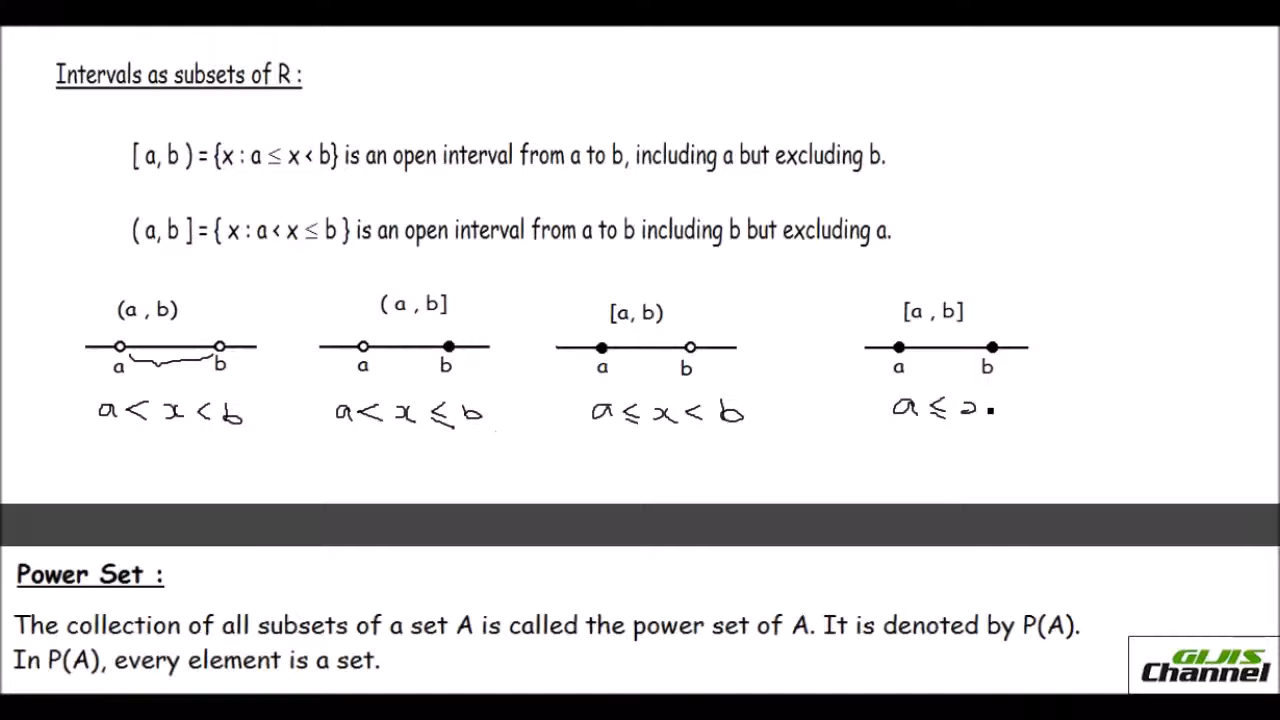 Intervals as subsets of R :
[ a, b ) = {x : a ≤ x < b} is an open interval from a to b, including a but excluding b.
( a, b ] = { x : a < x ≤ b } is an open interval from a to b including b but excluding a.
(a , b) ( a , b] [a, b) [a , b]
a b a b a b a b
a < x < b a < x ≤ b a ≤ x < b a ≤
Power Set :
The collection of all subsets of a set A is called the power set of A. It is denoted by P(A).
In P(A), every element is a set.
GIJIS
Channel